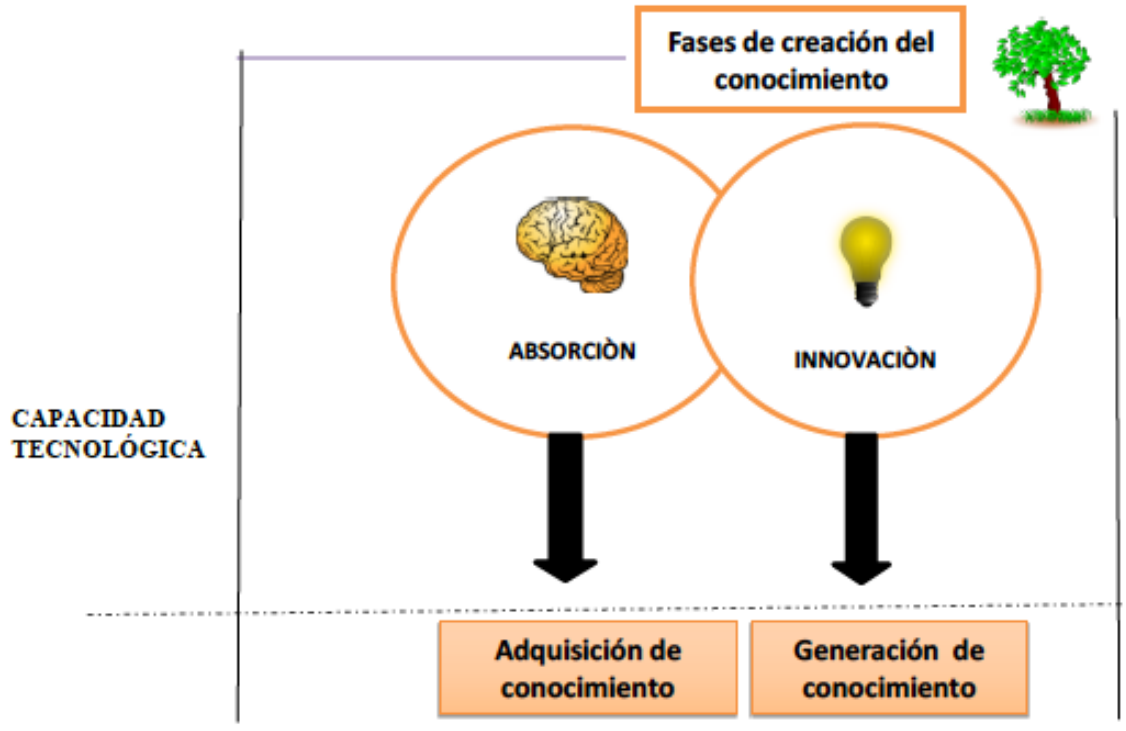 Fases de creación del
conocimiento
ABSORCIÒN
INNOVACIÒN
CAPACIDAD
TECNOLÓGICA
Adquisición de
conocimiento
Generación de
conocimiento